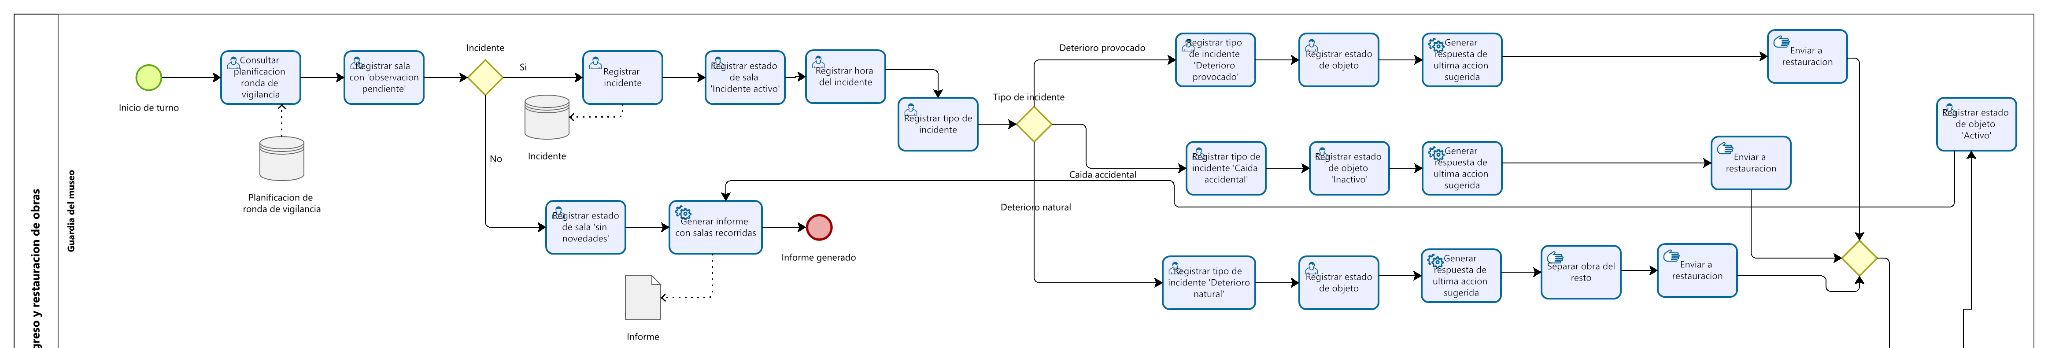 greso y restauracion de obras
Guardia del museo
Inicio de turno
Consultar
planificacion
ronda de
vigilancia
Planificacion de
ronda de vigilancia
Registrar sala
con 'observacion
pendiente'
Incidente
Si
No
Registrar
incidente
Incidente
Registrar estado
de sala
'Incidente activo'
Registrar hora
del incidente
Registrar tipo de
incidente
Tipo de incidente
Deterioro provocado
Registrar tipo
de incidente
'Deterioro
provocado'
Registrar estado
de objeto
Generar
respuesta de
ultima accion
sugerida
Enviar a
restauracion
Caida accidental
Registrar tipo de
incidente 'Caida
accidental'
Registrar estado
de objeto
'Inactivo'
Generar
respuesta de
ultima accion
sugerida
Enviar a
restauracion
Registrar estado
de objeto
'Activo'
Deterioro natural
Registrar tipo de
incidente 'Deterioro
natural'
Registrar estado
de objeto
Generar
respuesta de
ultima accion
sugerida
Separar obra del
resto
Enviar a
restauracion
Registrar estado
de sala 'sin
novedades'
Generar informe
con salas recorridas
Informe generado
Informe